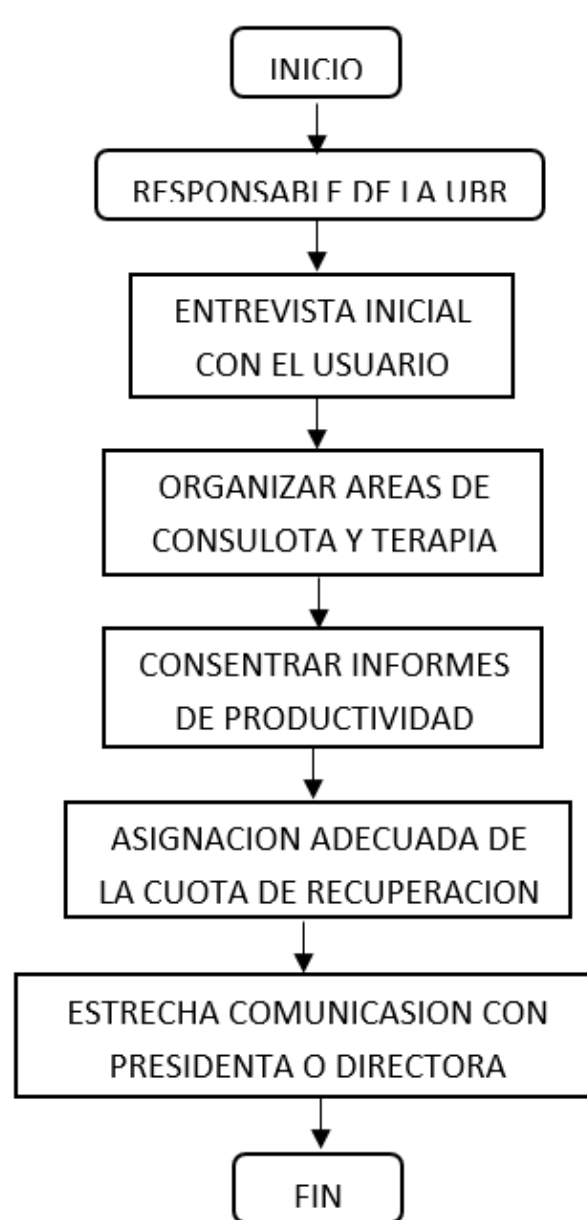 INICIO
RESPONSABLE DE LA UBR
ENTREVISTA INICIAL
CON EL USUARIO
ORGANIZAR AREAS DE
CONSULOTA Y TERAPIA
CONSENTRAR INFORMES
DE PRODUCTIVIDAD
ASIGNACION ADECUADA DE
LA CUOTA DE RECUPERACION
ESTRECHA COMUNICASION CON
PRESIDENTA O DIRECTORA
FIN